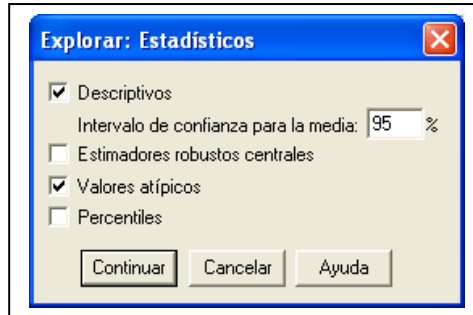 Explorar: Estadísticos
Descriptivos
Intervalo de confianza para la media: 95 %
Estimadores robustos centrales
Valores atípicos
Percentiles
Continuar Cancelar Ayuda